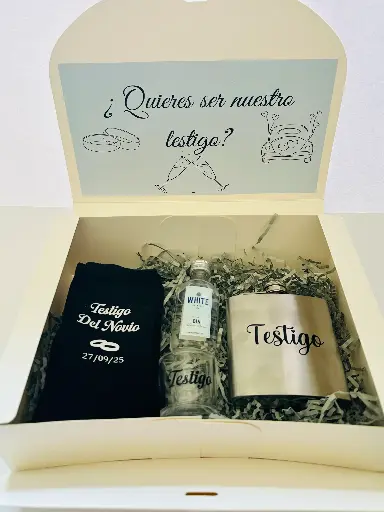 ¿ Quieres ser nuestro
testigo?
Testigo
Del Novio
27/09/25
WHITE
GIN
Testigo
Testigo